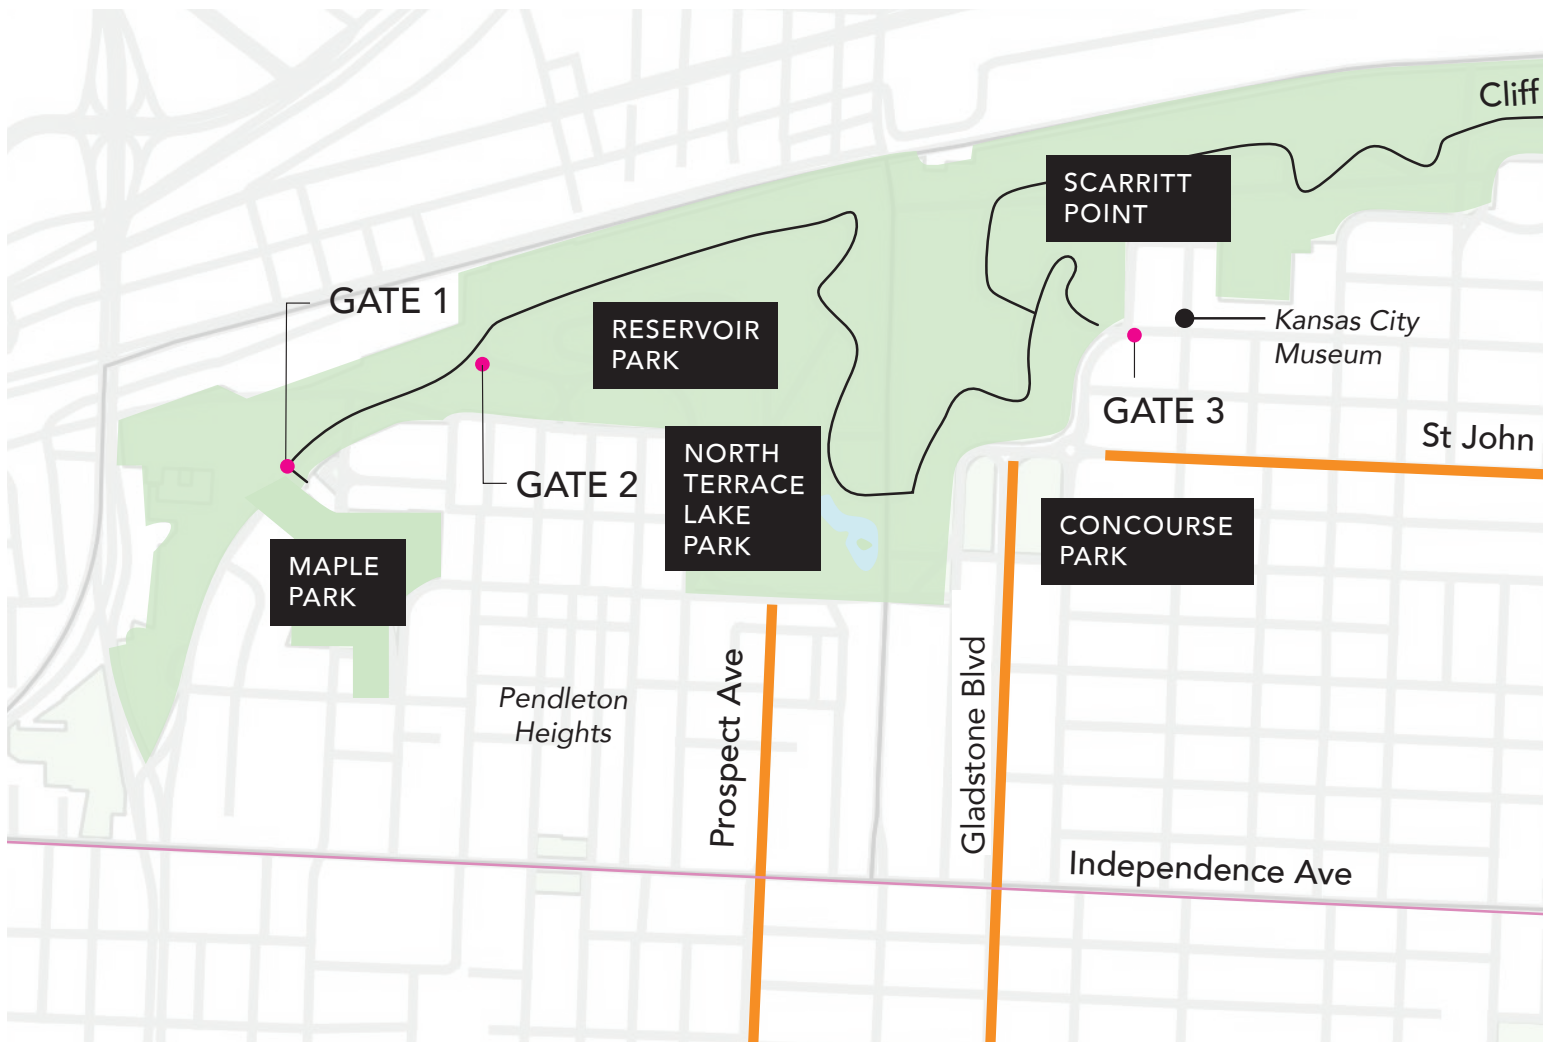 Cliff
SCARRITT
POINT
GATE 1
RESERVOIR
PARK
Kansas City
Museum
GATE 3
St John
NORTH
TERRACE
LAKE
PARK
GATE 2
CONCOURSE
PARK
MAPLE
PARK
Pendleton
Heights
Prospect Ave
Gladstone Blvd
Independence Ave